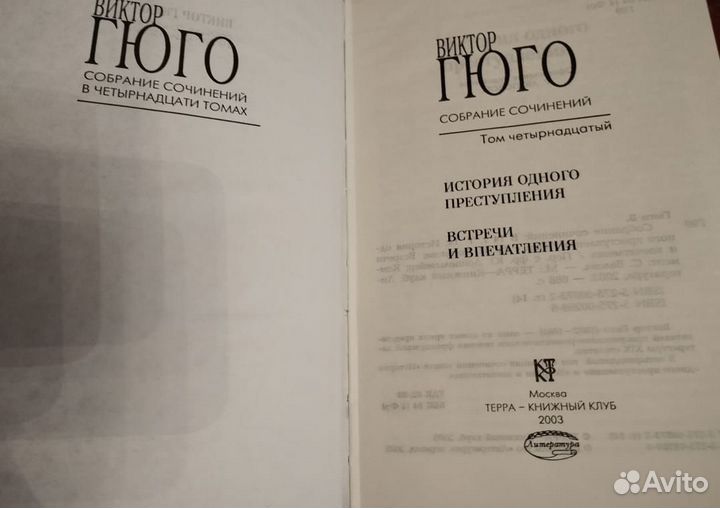 ВИКТОР
ГЮГО
СОБРАНИЕ СОЧИНЕНИЙ
В ЧЕТЫРНАДЦАТИ ТОМАХ
ВИКТОР
ГЮГО
СОБРАНИЕ СОЧИНЕНИЙ
Том четырнадцатый
ИСТОРИЯ ОДНОГО
ПРЕСТУПЛЕНИЯ
ВСТРЕЧИ
И ВПЕЧАТЛЕНИЯ
Москва
ТЕРРА – КНИЖНЫЙ КЛУБ
2003
Литература
Avito